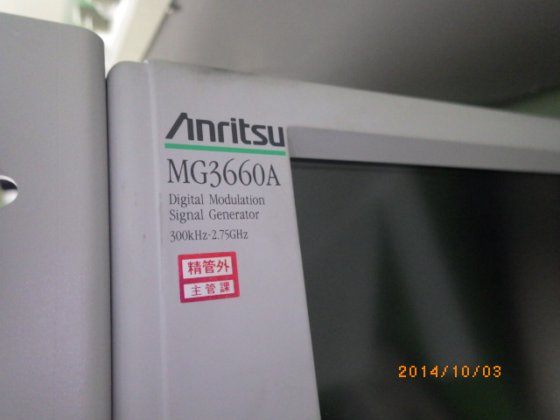 Anritsu
MG3660A
Digital Modulation
Signal Generator
300kHz-2.75GHz
精管外
主管課
2014/10/03